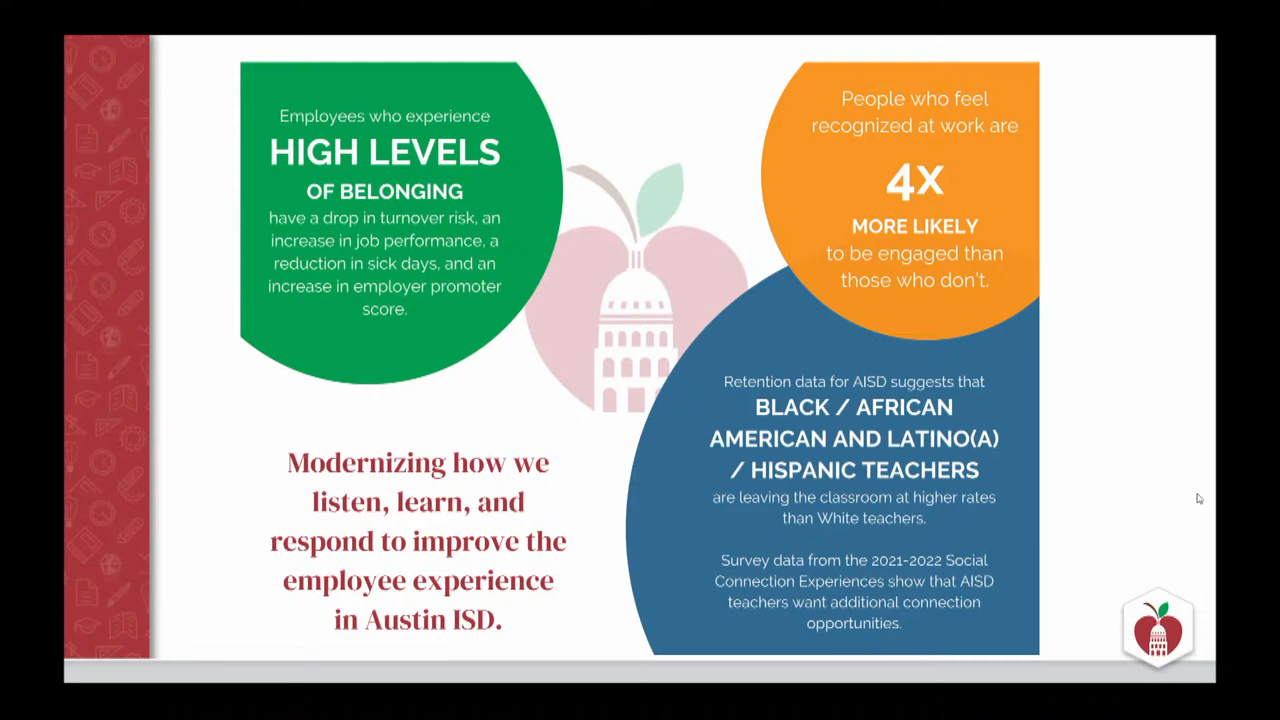 Employees who experience
HIGH LEVELS
OF BELONGING
have a drop in turnover risk, an
increase in job performance, a
reduction in sick days, and an
increase in employer promoter
score.
People who feel
recognized at work are
4x
MORE LIKELY
to be engaged than
those who don't.
Modernizing how we
listen, learn, and
respond to improve the
employee experience
in Austin ISD.
Retention data for AISD suggests that
BLACK / AFRICAN
AMERICAN AND LATINO(A)
/ HISPANIC TEACHERS
are leaving the classroom at higher rates
than White teachers.
Survey data from the 2021-2022 Social
Connection Experiences show that AISD
teachers want additional connection
opportunities.